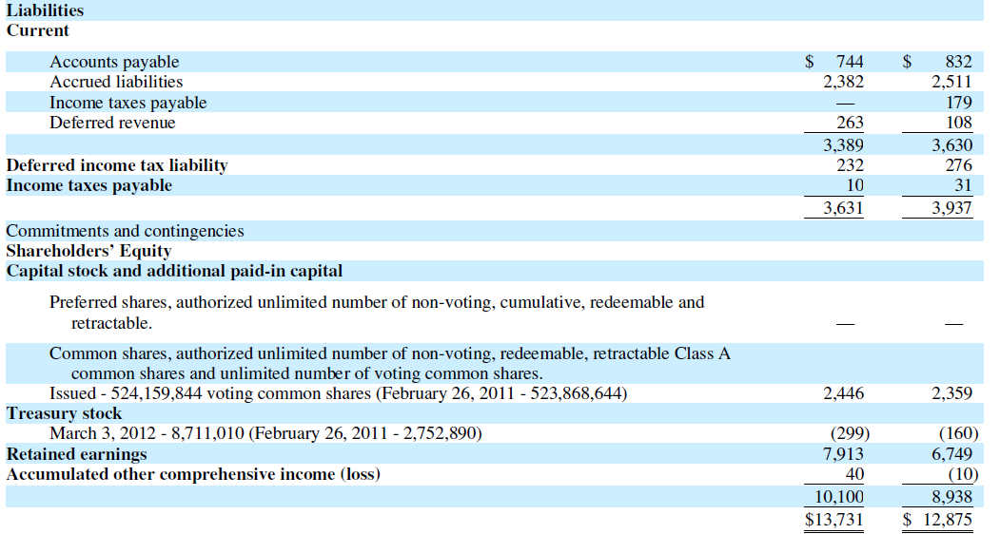 Liabilities
Current
Accounts payable $ 744 $ 832
Accrued liabilities 2,382 2,511
Income taxes payable — 179
Deferred revenue 263 108
3,389 3,630
Deferred income tax liability 232 276
Income taxes payable 10 31
3,631 3,937
Commitments and contingencies
Shareholders’ Equity
Capital stock and additional paid-in capital
Preferred shares, authorized unlimited number of non-voting, cumulative, redeemable and
retractable. — —
Common shares, authorized unlimited number of non-voting, redeemable, retractable Class A
common shares and unlimited number of voting common shares.
Issued - 524,159,844 voting common shares (February 26, 2011 - 523,868,644) 2,446 2,359
Treasury stock
March 3, 2012 - 8,711,010 (February 26, 2011 - 2,752,890) (299) (160)
Retained earnings 7,913 6,749
Accumulated other comprehensive income (loss) 40 (10)
10,100 8,938
$13,731 $ 12,875